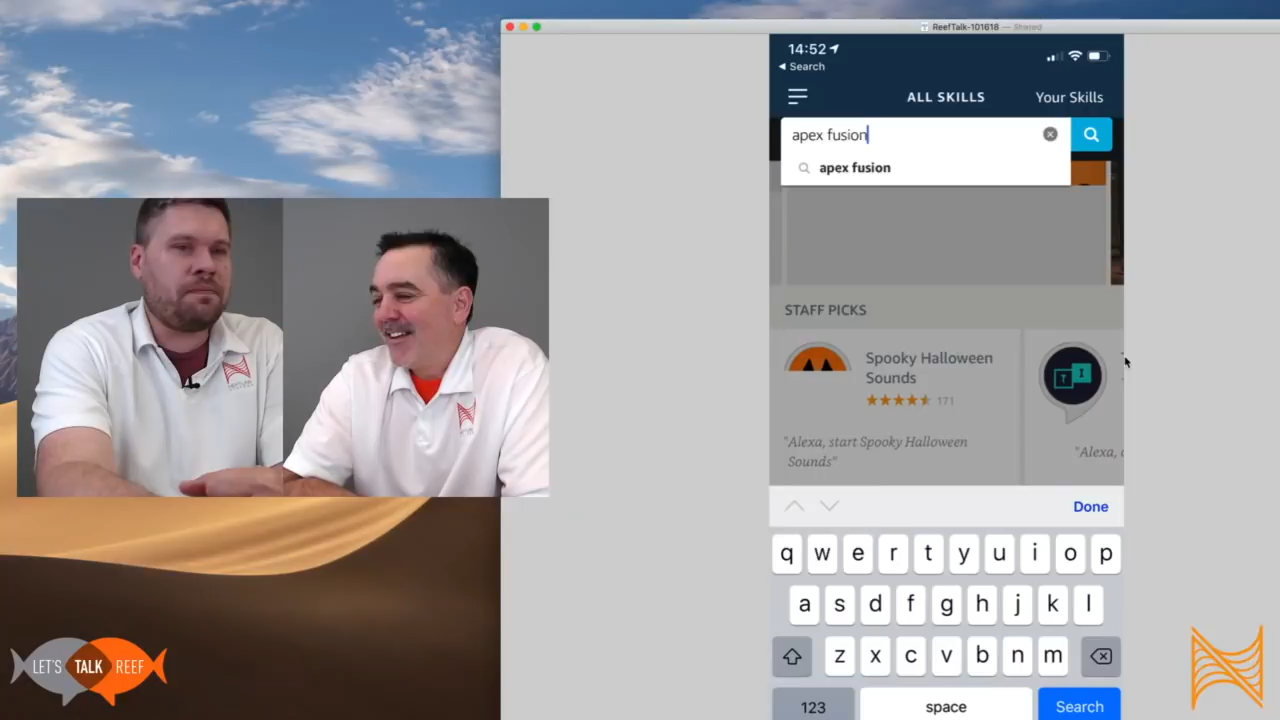 ReefTalk-101618 — Shared
14:52
Search
ALL SKILLS
Your Skills
apex fusion
apex fusion
STAFF PICKS
Spooky Halloween
Sounds
171
"Alexa, start Spooky Halloween
Sounds"
T I
"Alexa,
Done
q w e r t y u i o p
a s d f g h j k l
z x c v b n m
123
space
Search
LET'S TALK REEF